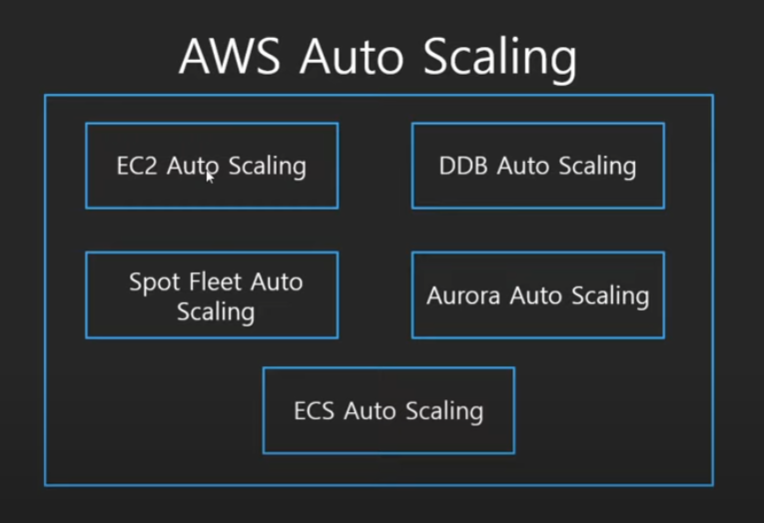 AWS Auto Scaling
EC2 Auto Scaling
DDB Auto Scaling
Spot Fleet Auto
Scaling
Aurora Auto Scaling
ECS Auto Scaling